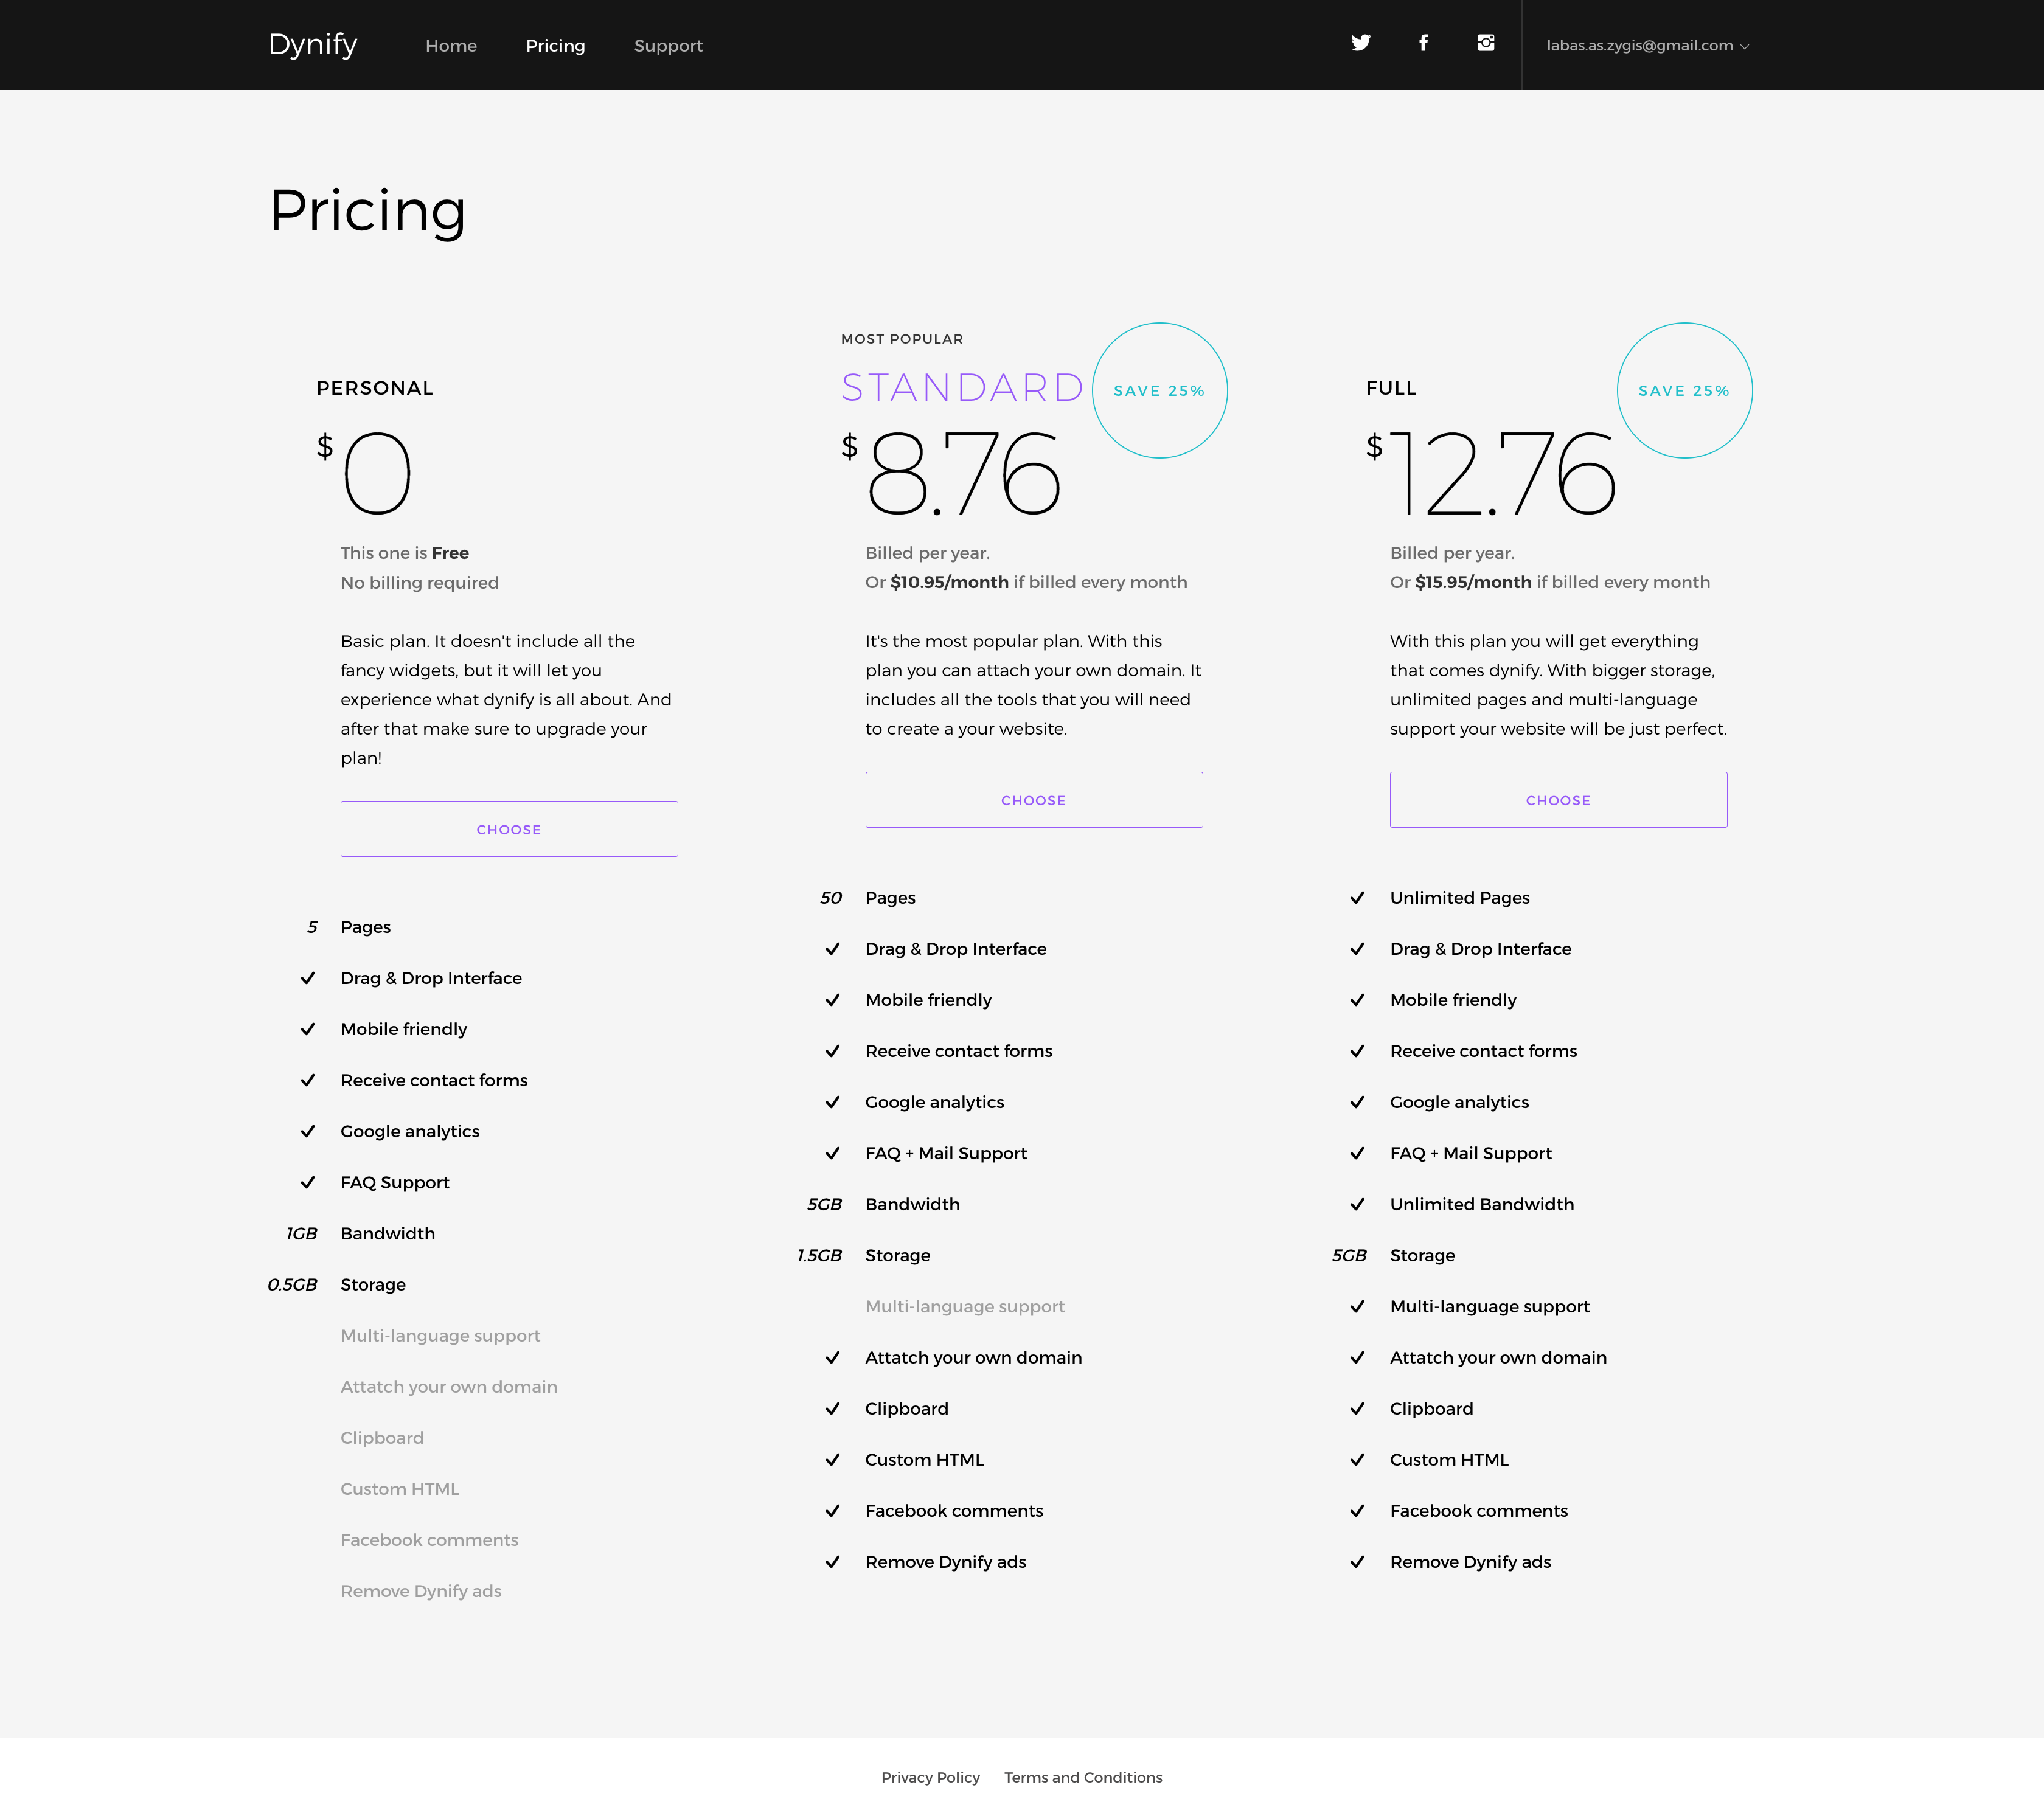 Dynify
Home
Pricing
Support
labas.as.zygis@gmail.com
Pricing
PERSONAL
$0
This one is Free
No billing required
Basic plan. It doesn't include all the
fancy widgets, but it will let you
experience what dynify is all about. And
after that make sure to upgrade your
plan!
CHOOSE
5 Pages
Drag & Drop Interface
Mobile friendly
Receive contact forms
Google analytics
FAQ Support
1GB Bandwidth
0.5GB Storage
Multi-language support
Attatch your own domain
Clipboard
Custom HTML
Facebook comments
Remove Dynify ads
MOST POPULAR
STANDARD
SAVE 25%
$8.76
Billed per year.
Or $10.95/month if billed every month
It's the most popular plan. With this
plan you can attach your own domain. It
includes all the tools that you will need
to create a your website.
CHOOSE
50 Pages
Drag & Drop Interface
Mobile friendly
Receive contact forms
Google analytics
FAQ + Mail Support
5GB Bandwidth
1.5GB Storage
Multi-language support
Attatch your own domain
Clipboard
Custom HTML
Facebook comments
Remove Dynify ads
FULL
SAVE 25%
$12.76
Billed per year.
Or $15.95/month if billed every month
With this plan you will get everything
that comes dynify. With bigger storage,
unlimited pages and multi-language
support your website will be just perfect.
CHOOSE
Unlimited Pages
Drag & Drop Interface
Mobile friendly
Receive contact forms
Google analytics
FAQ + Mail Support
Unlimited Bandwidth
5GB Storage
Multi-language support
Attatch your own domain
Clipboard
Custom HTML
Facebook comments
Remove Dynify ads
Privacy Policy
Terms and Conditions